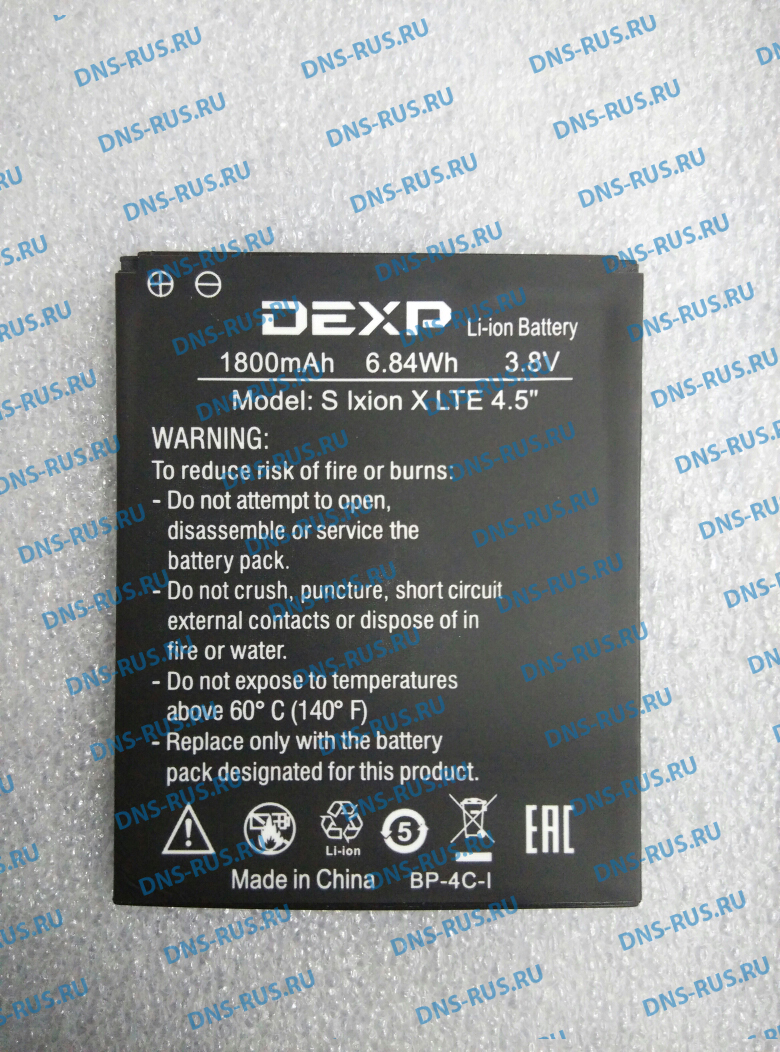 DNS-RUS.RU
DEXP Li-ion Battery
1800mAh 6.84Wh 3.8V
Model: S Ixion X LTE 4.5"
WARNING:
To reduce risk of fire or burns:
- Do not attempt to open,
disassemble or service the
battery pack.
- Do not crush, puncture, short circuit
external contacts or dispose of in
fire or water.
- Do not expose to temperatures
above 60° C (140° F)
- Replace only with the battery
pack designated for this product.
Li-ion
5
EAC
Made in China BP-4C-I